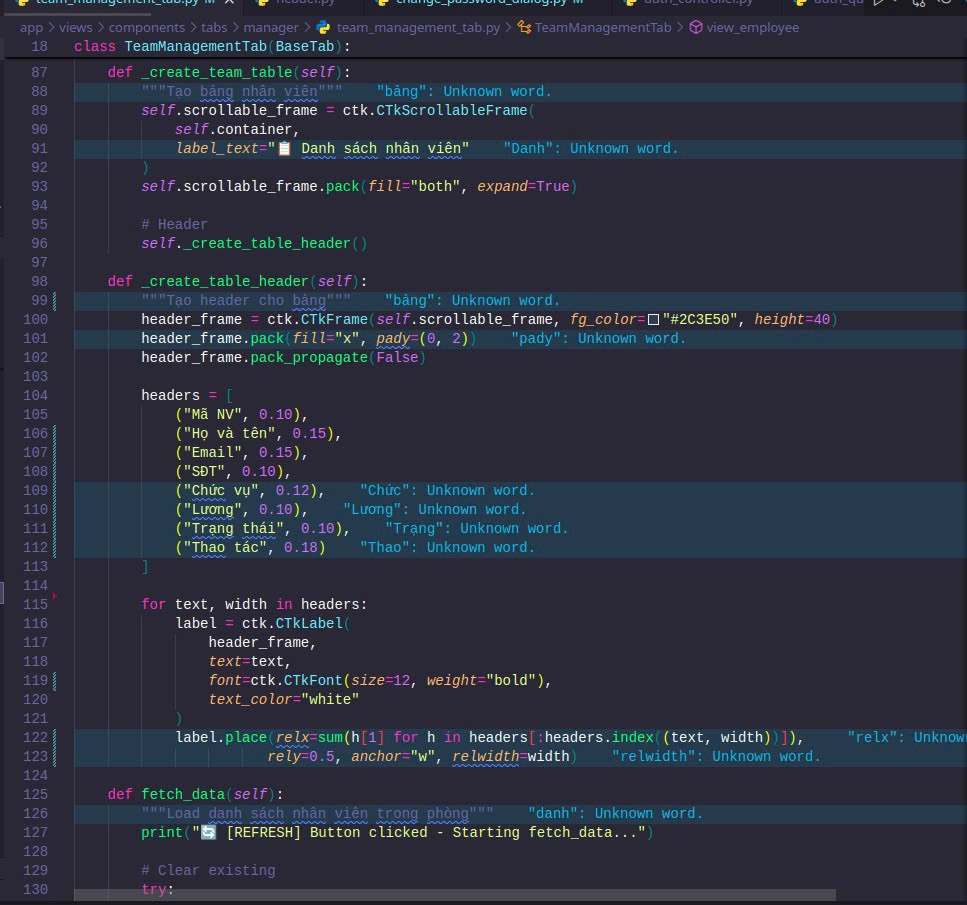 team_management_tab.py M header.py change_password_dialog.py M auth_controller.py
app > views > components > tabs > manager > team_management_tab.py > TeamManagementTab > view_employee
18 class TeamManagementTab(BaseTab):
87 def _create_team_table(self):
88 """Tạo bảng nhân viên""" "bảng": Unknown word.
89 self.scrollable_frame = ctk.CTkScrollableFrame(
90 self.container,
91 label_text="📋 Danh sách nhân viên" "Danh": Unknown word.
92 )
93 self.scrollable_frame.pack(fill="both", expand=True)
94
95 # Header
96 self._create_table_header()
97
98 def _create_table_header(self):
99 """Tạo header cho bảng""" "bảng": Unknown word.
100 header_frame = ctk.CTkFrame(self.scrollable_frame, fg_color="#2C3E50", height=40)
101 header_frame.pack(fill="x", pady=(0, 2)) "pady": Unknown word.
102 header_frame.pack_propagate(False)
103
104 headers = [
105 ("Mã NV", 0.10),
106 ("Họ và tên", 0.15),
107 ("Email", 0.15),
108 ("SĐT", 0.10),
109 ("Chức vụ", 0.12), "Chức": Unknown word.
110 ("Lương", 0.10), "Lương": Unknown word.
111 ("Trạng thái", 0.10), "Trạng": Unknown word.
112 ("Thao tác", 0.18) "Thao": Unknown word.
113 ]
114
115 for text, width in headers:
116 label = ctk.CTkLabel(
117 header_frame,
118 text=text,
119 font=ctk.CTkFont(size=12, weight="bold"),
120 text_color="white"
121 )
122 label.place(relx=sum(h[1] for h in headers[:headers.index((text, width))]), "relx": Unknow
123 rely=0.5, anchor="w", relwidth=width) "relwidth": Unknown word.
124
125 def fetch_data(self):
126 """Load danh sách nhân viên trong phòng""" "danh": Unknown word.
127 print("🔄 [REFRESH] Button clicked - Starting fetch_data...")
128
129 # Clear existing
130 try: